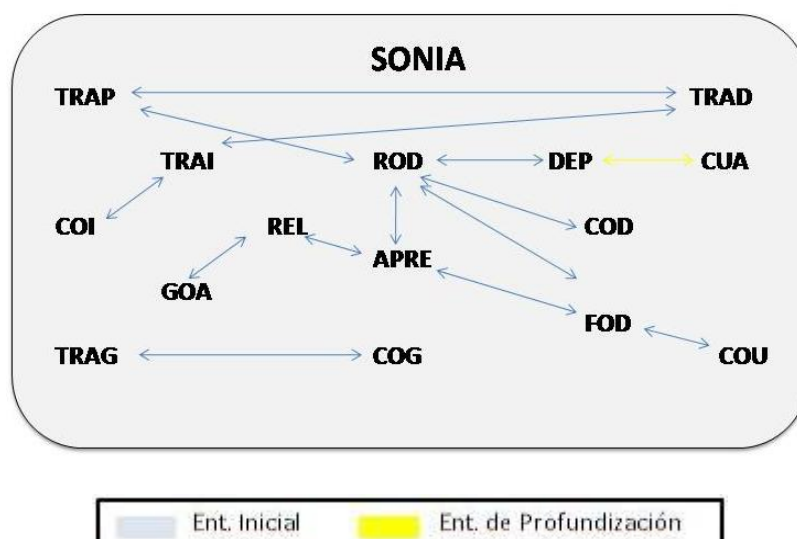 SONIA
TRAP TRAD
TRAI ROD DEP CUA
COI REL COD
APRE
GOA
FOD
TRAG COG COU
Ent. Inicial Ent. de Profundización